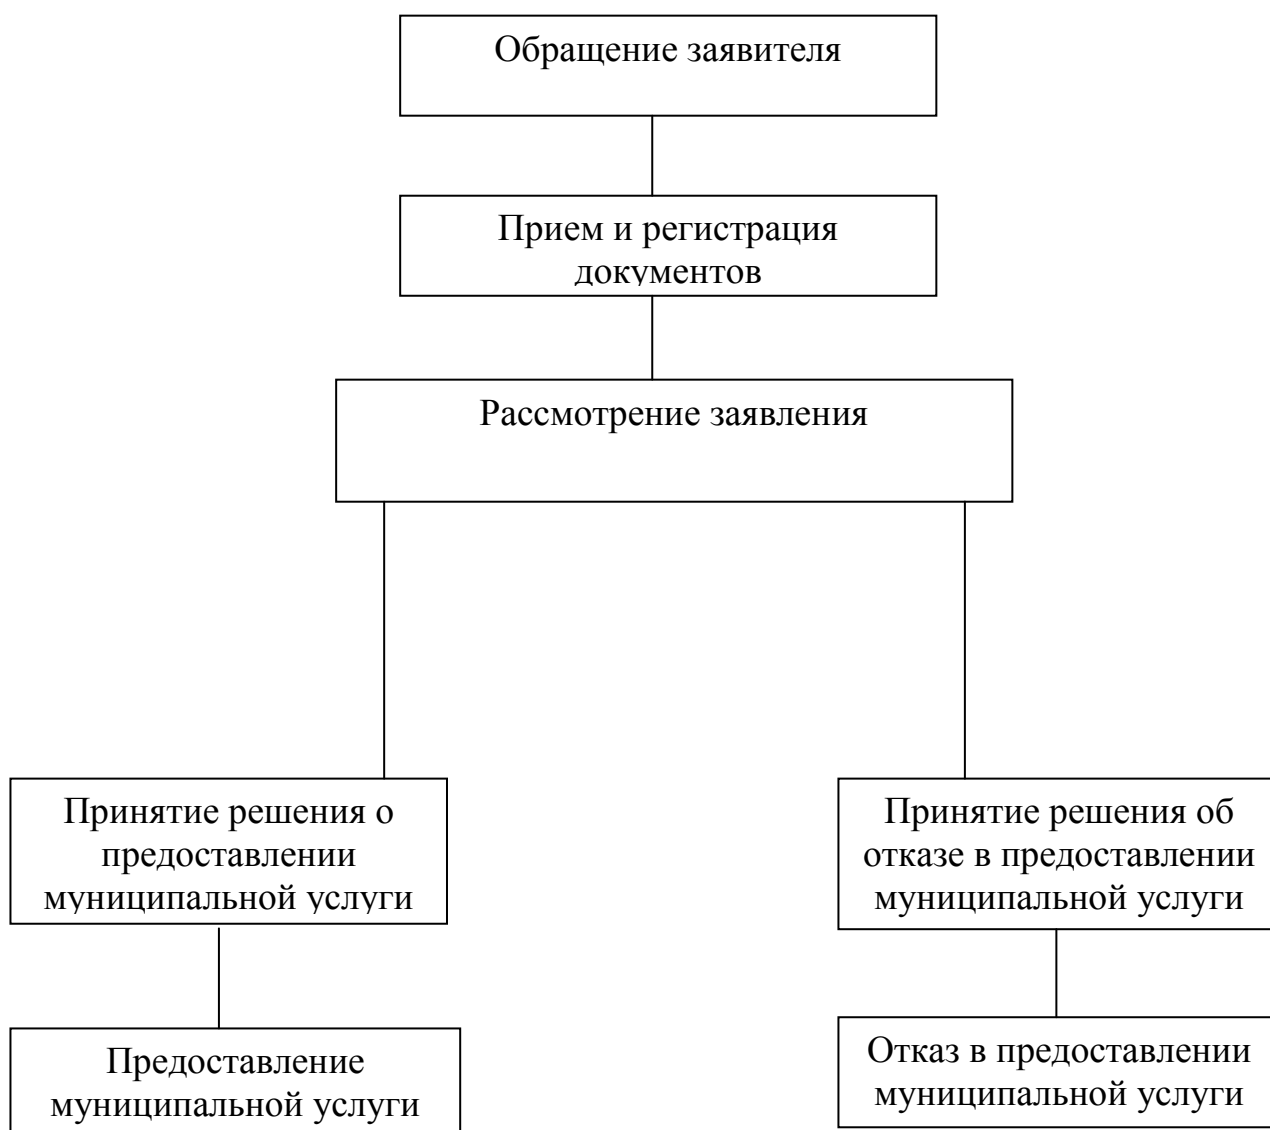 Обращение заявителя
Прием и регистрация
документов
Рассмотрение заявления
Принятие решения о
предоставлении
муниципальной услуги
Принятие решения об
отказе в предоставлении
муниципальной услуги
Предоставление
муниципальной услуги
Отказ в предоставлении
муниципальной услуги